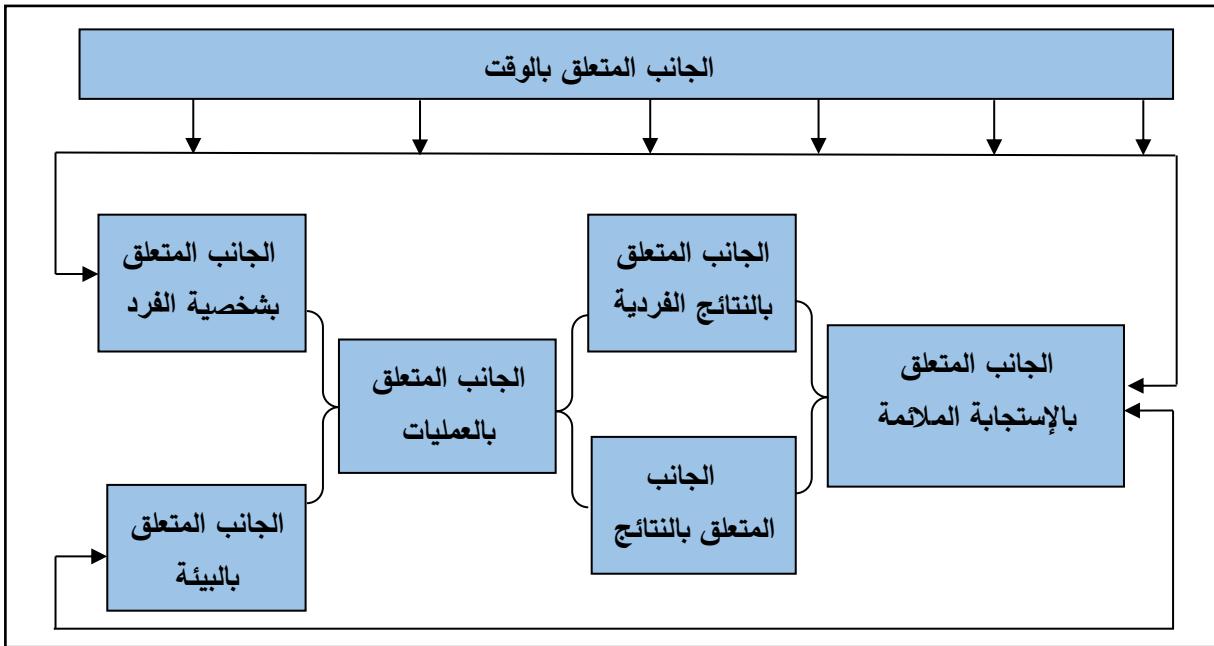 الجانب المتعلق بالوقت
الجانب المتعلق
بشخصية الفرد
الجانب المتعلق
بالبيئة
الجانب المتعلق
بالعمليات
الجانب المتعلق
بالنتائج الفردية
الجانب
المتعلق بالنتائج
الجانب المتعلق
بالإستجابة الملائمة